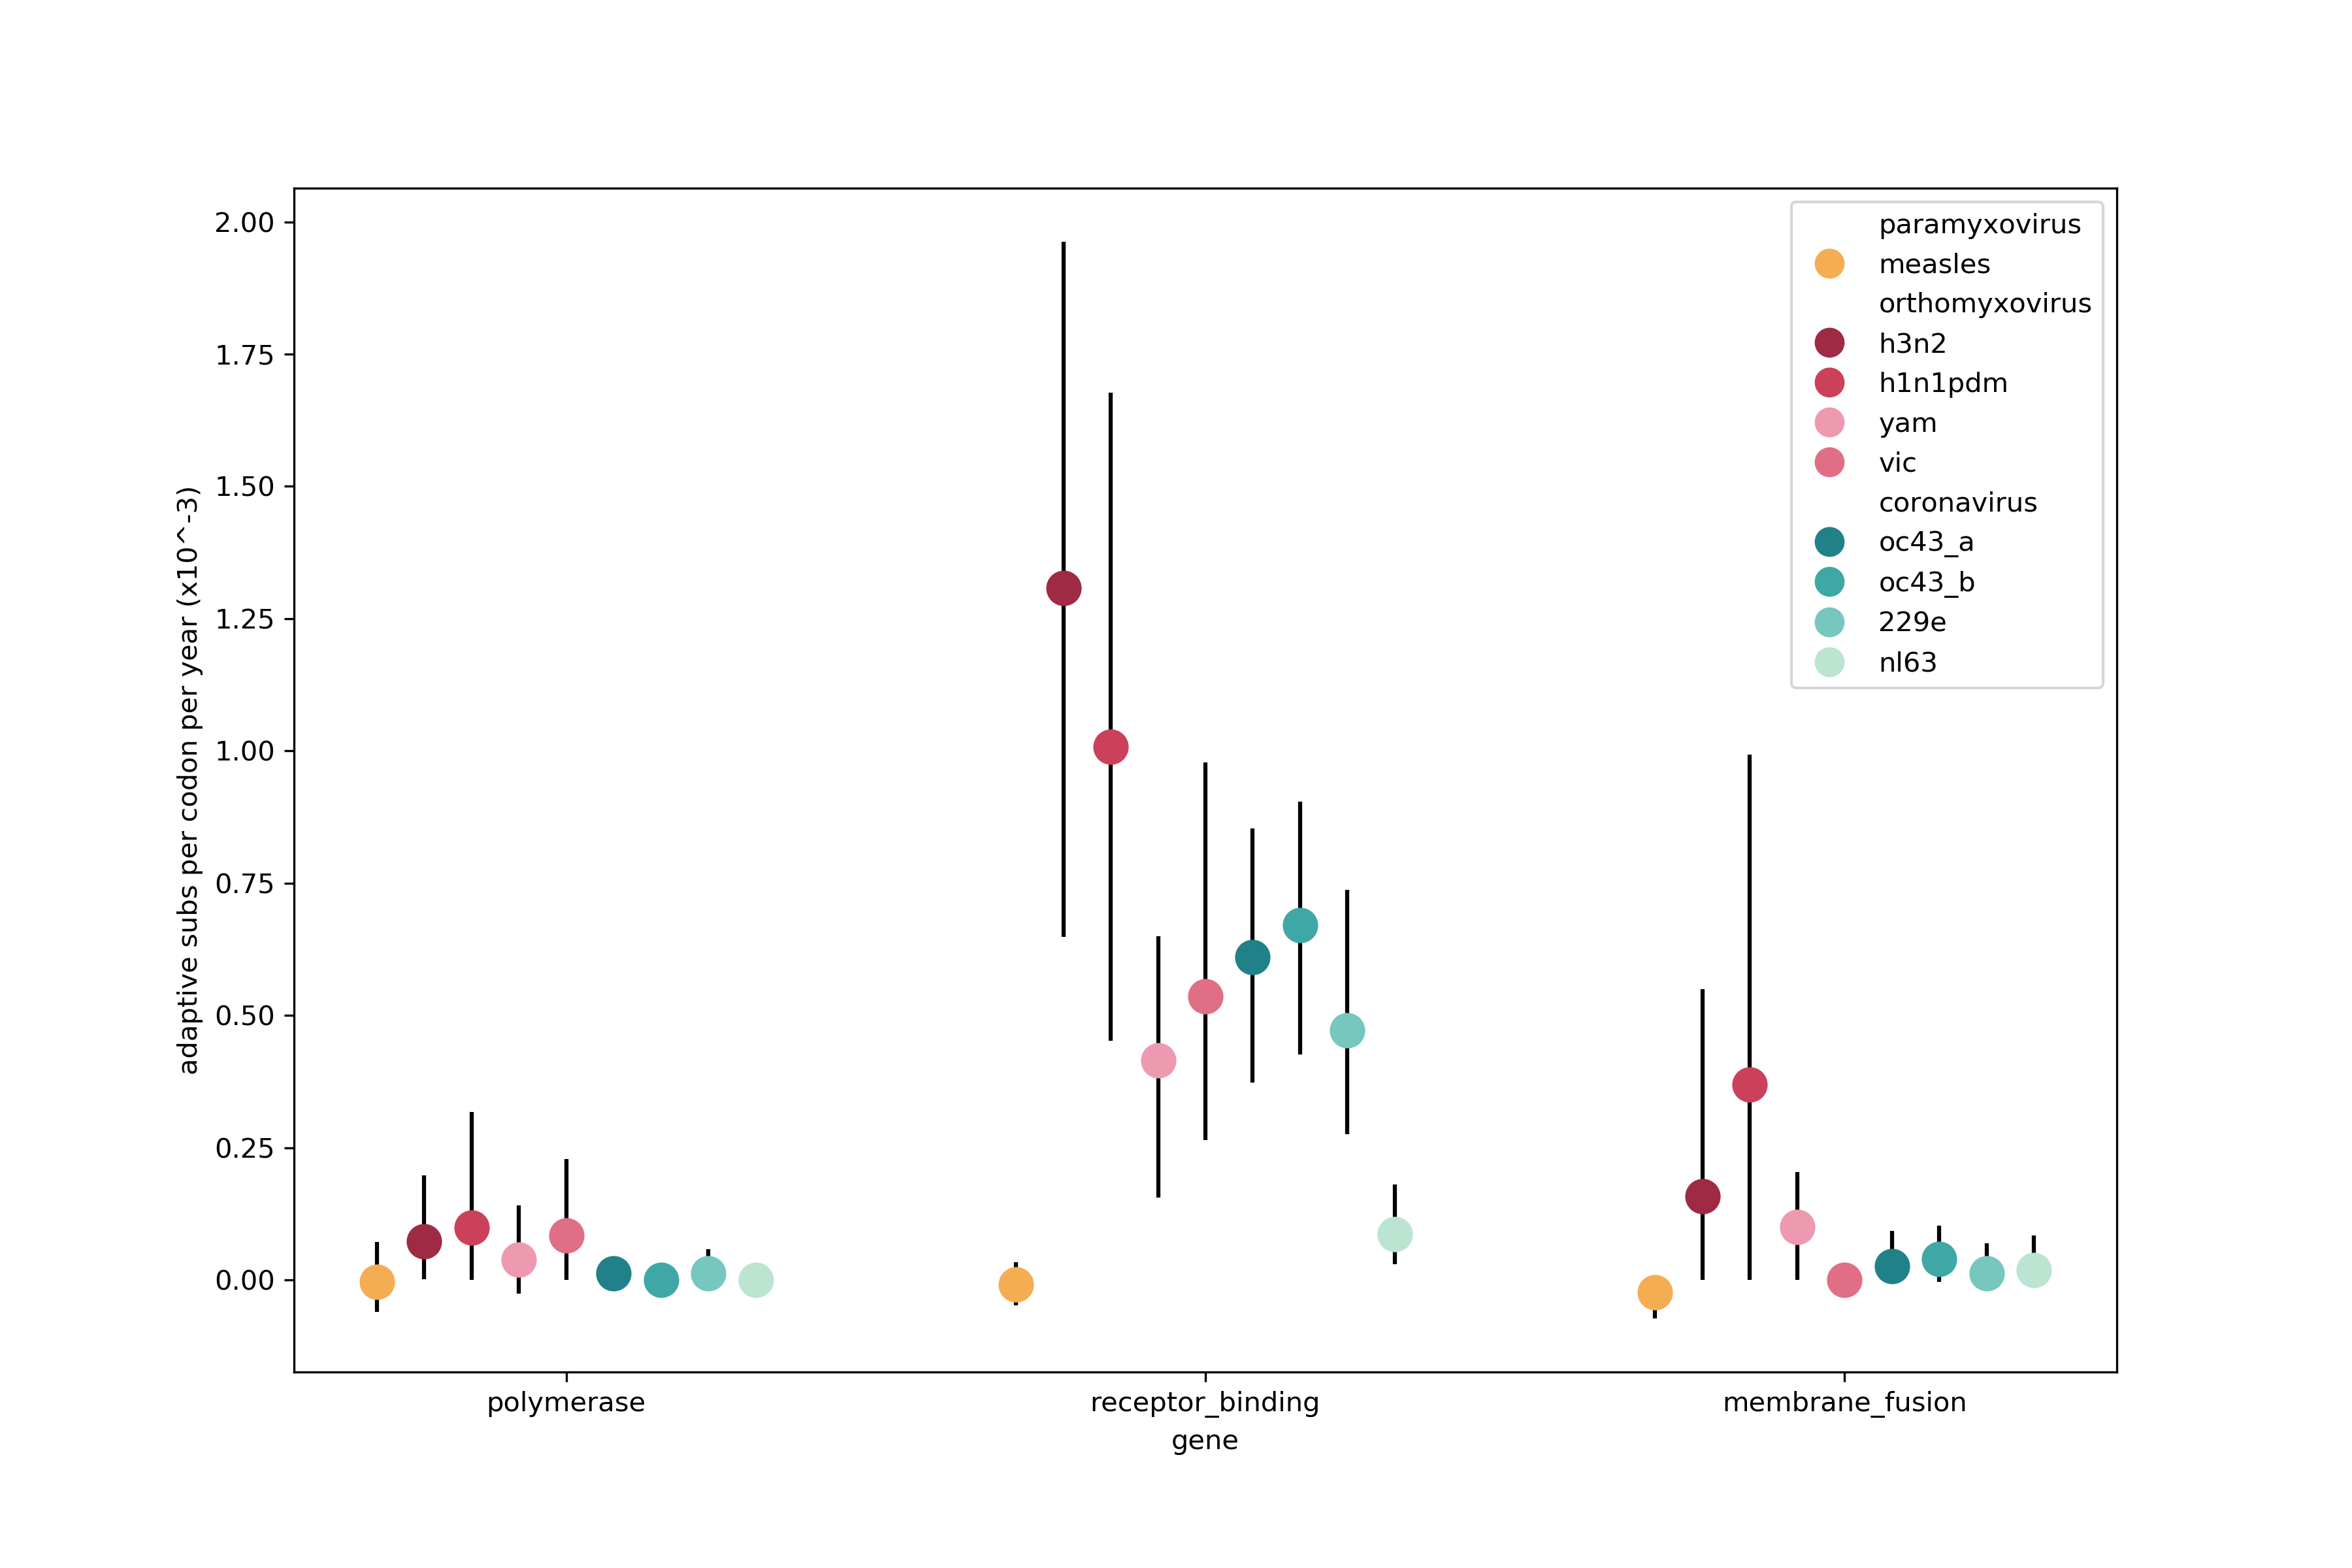 adaptive subs per codon per year (x10^-3)
2.00
1.75
1.50
1.25
1.00
0.75
0.50
0.25
0.00
paramyxovirus
measles
orthomyxovirus
h3n2
h1n1pdm
yam
vic
coronavirus
oc43_a
oc43_b
229e
nl63
polymerase
receptor_binding
membrane_fusion
gene